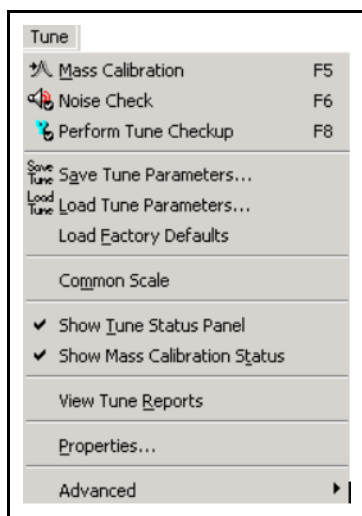 Tune
Mass Calibration F5
Noise Check F6
Perform Tune Checkup F8
Save Tune Save Tune Parameters...
Load Tune Load Tune Parameters...
Load Factory Defaults
Common Scale
Show Tune Status Panel
Show Mass Calibration Status
View Tune Reports
Properties...
Advanced